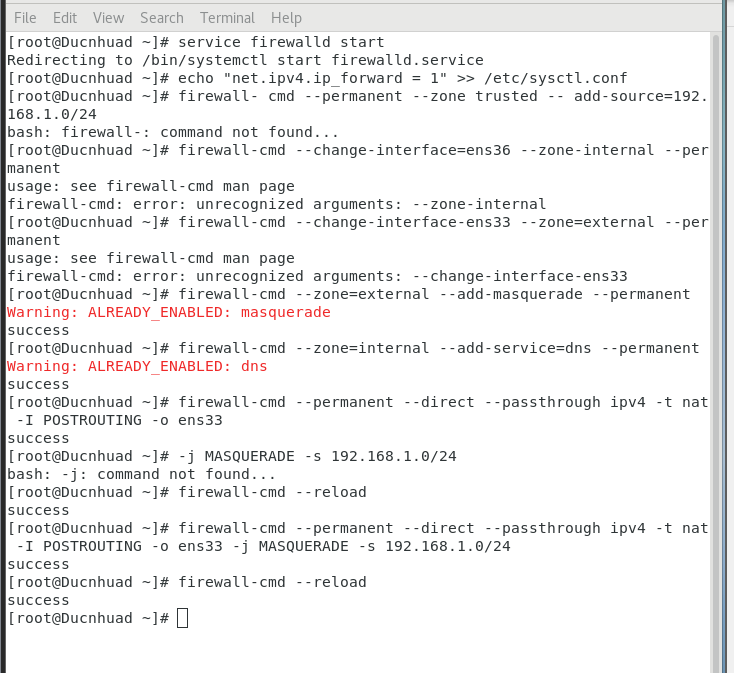 File Edit View Search Terminal Help
[root@Ducnhuad ~]# service firewalld start
Redirecting to /bin/systemctl start firewalld.service
[root@Ducnhuad ~]# echo "net.ipv4.ip_forward = 1" >> /etc/sysctl.conf
[root@Ducnhuad ~]# firewall- cmd --permanent --zone trusted -- add-source=192.
168.1.0/24
bash: firewall-: command not found...
[root@Ducnhuad ~]# firewall-cmd --change-interface=ens36 --zone-internal --per
manent
usage: see firewall-cmd man page
firewall-cmd: error: unrecognized arguments: --zone-internal
[root@Ducnhuad ~]# firewall-cmd --change-interface-ens33 --zone=external --per
manent
usage: see firewall-cmd man page
firewall-cmd: error: unrecognized arguments: --change-interface-ens33
[root@Ducnhuad ~]# firewall-cmd --zone=external --add-masquerade --permanent
Warning: ALREADY_ENABLED: masquerade
success
[root@Ducnhuad ~]# firewall-cmd --zone=internal --add-service=dns --permanent
Warning: ALREADY_ENABLED: dns
success
[root@Ducnhuad ~]# firewall-cmd --permanent --direct --passthrough ipv4 -t nat
 -I POSTROUTING -o ens33
success
[root@Ducnhuad ~]# -j MASQUERADE -s 192.168.1.0/24
bash: -j: command not found...
[root@Ducnhuad ~]# firewall-cmd --reload
success
[root@Ducnhuad ~]# firewall-cmd --permanent --direct --passthrough ipv4 -t nat
 -I POSTROUTING -o ens33 -j MASQUERADE -s 192.168.1.0/24
success
[root@Ducnhuad ~]# firewall-cmd --reload
success
[root@Ducnhuad ~]#